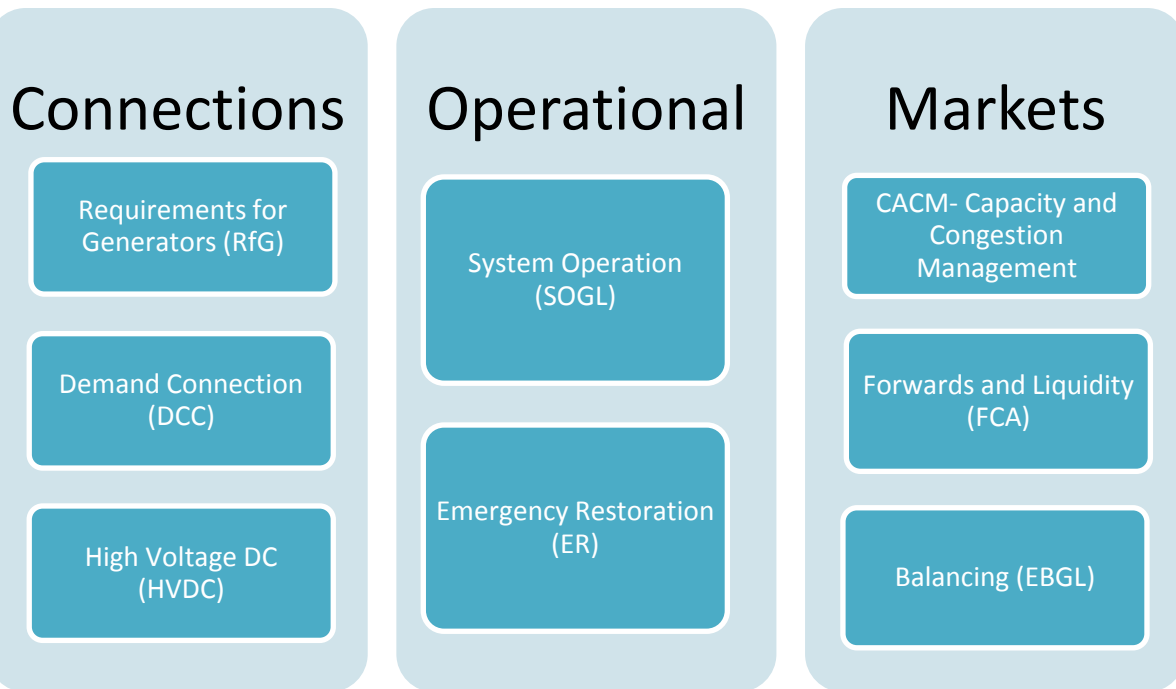 Connections
Requirements for
Generators (RfG)
Demand Connection
(DCC)
High Voltage DC
(HVDC)
Operational
System Operation
(SOGL)
Emergency Restoration
(ER)
Markets
CACM- Capacity and
Congestion
Management
Forwards and Liquidity
(FCA)
Balancing (EBGL)